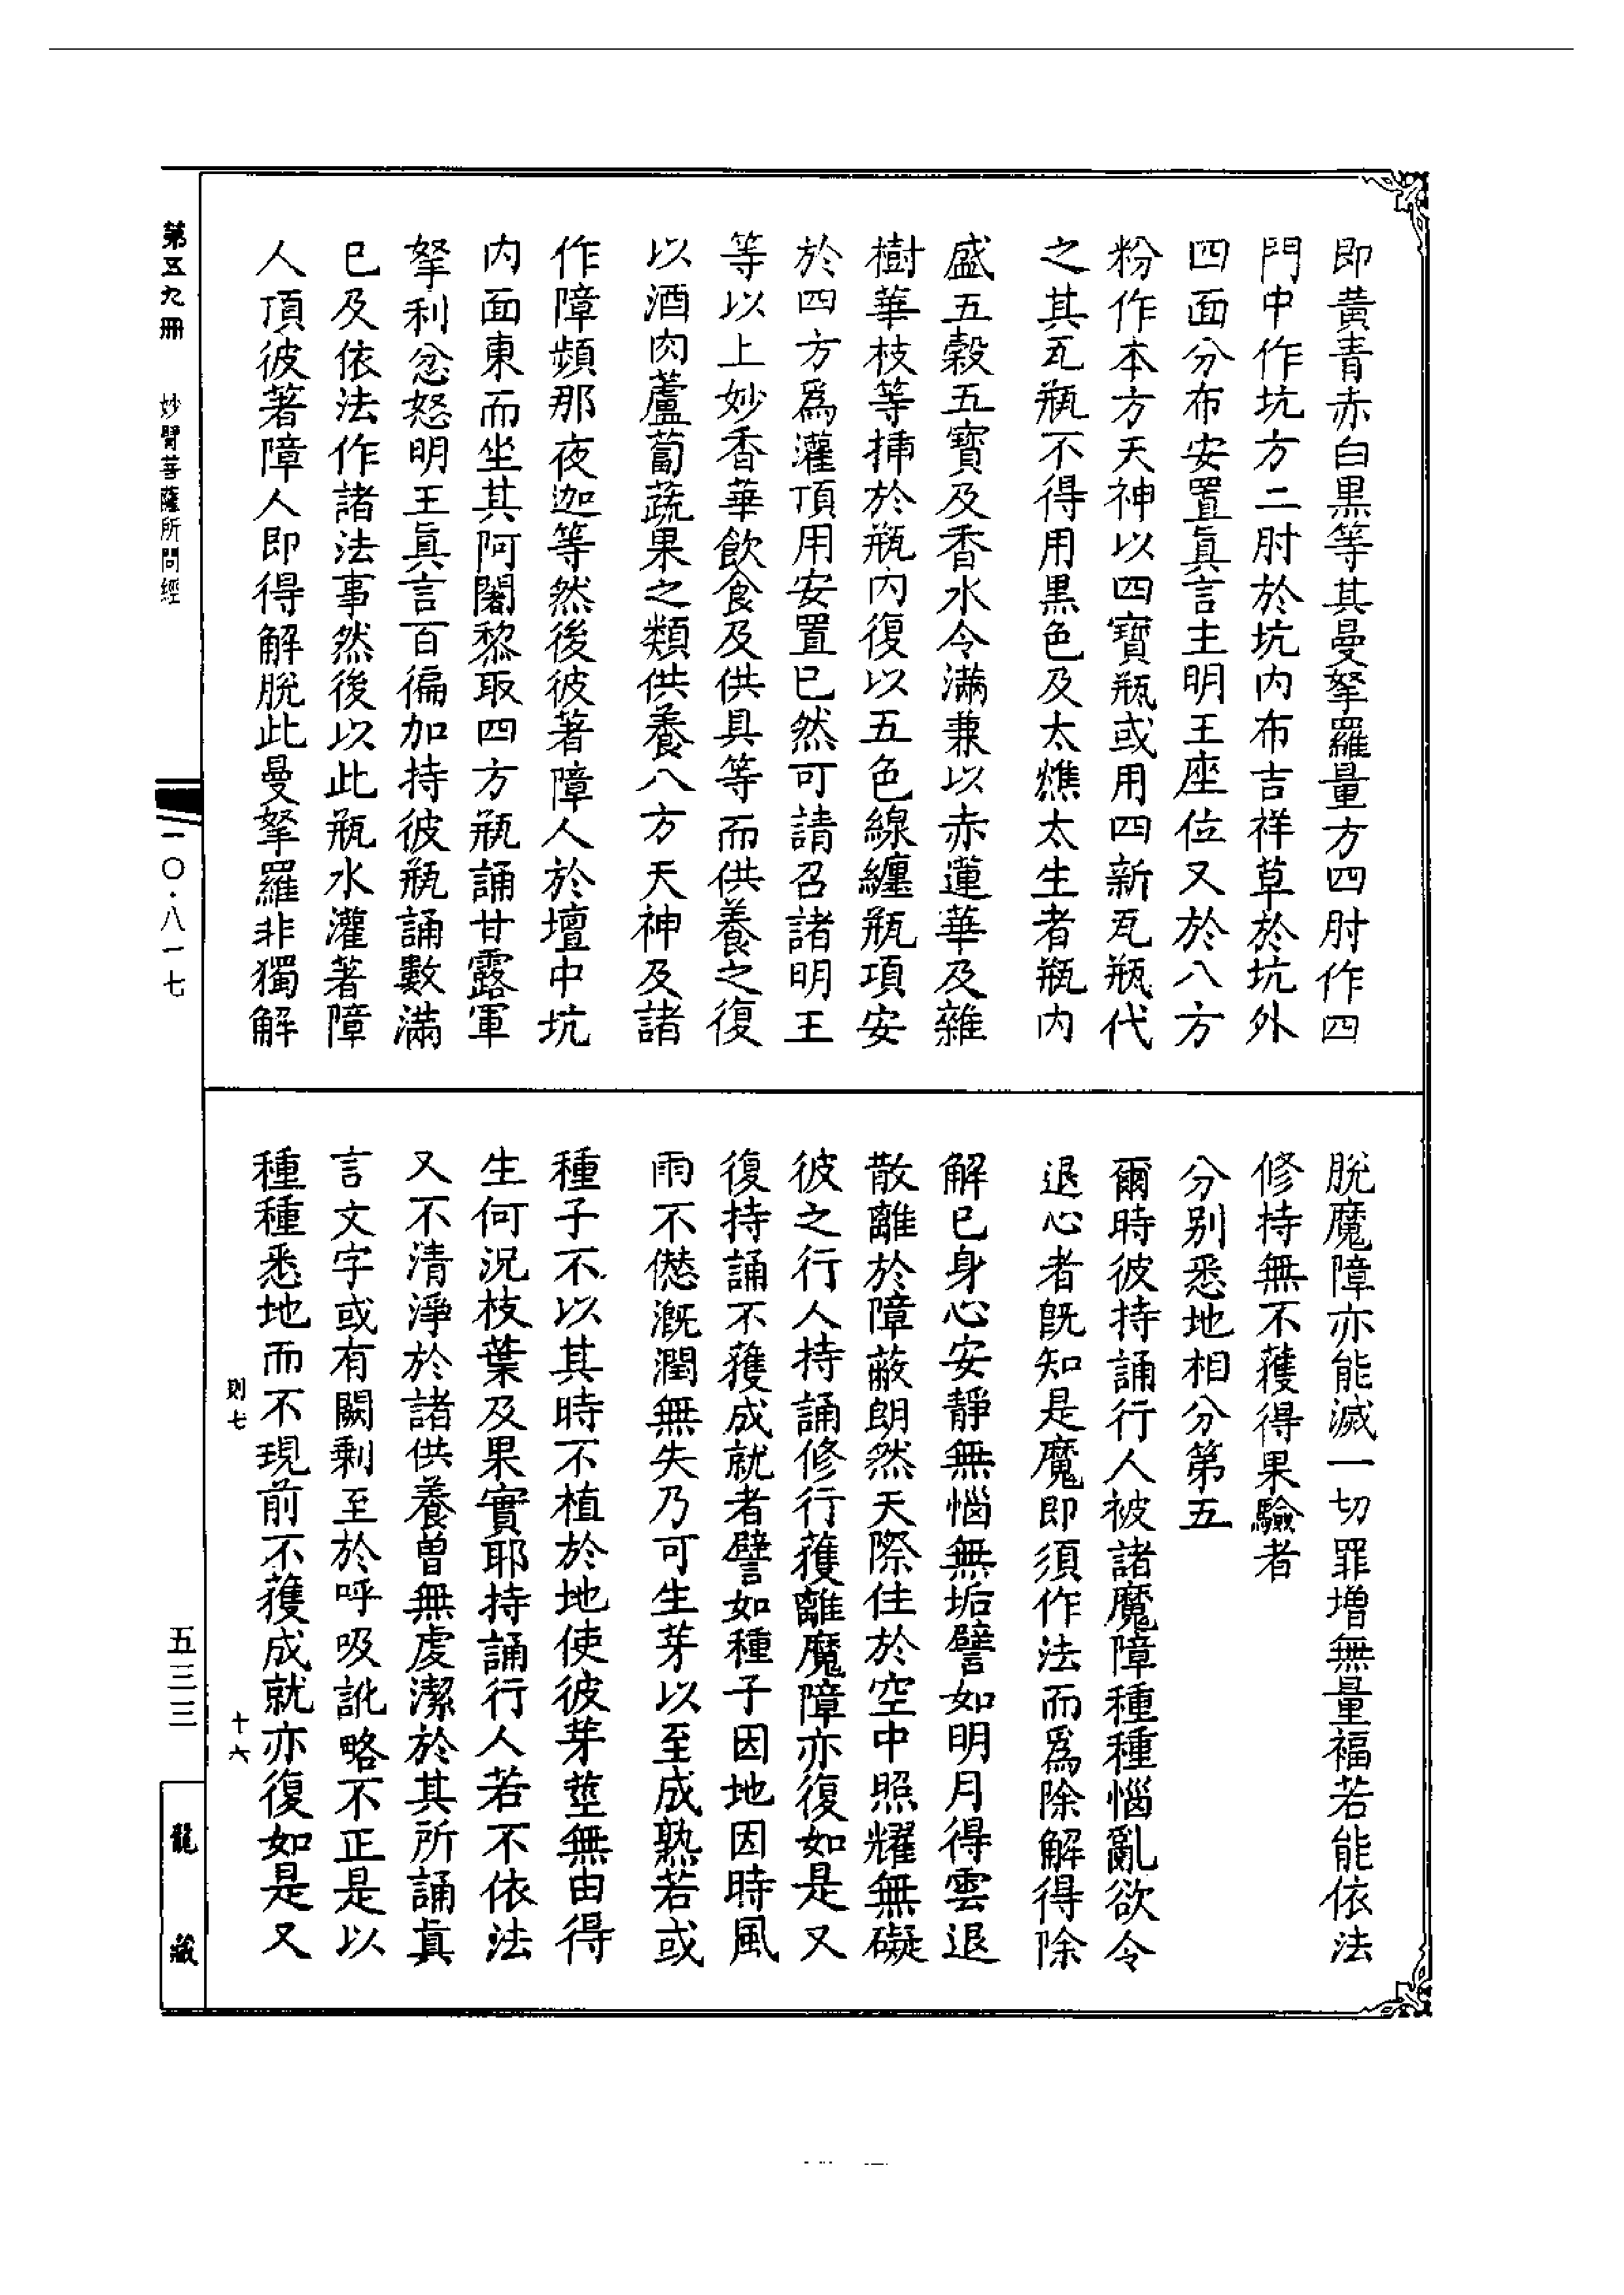 即黃青赤白黑等其曼拏羅量方四肘作四
門中作坑方二肘於坑內布吉祥草於坑外
四面分布安置眞言主明王座位又於八方
粉作本方天神以四寶瓶或用四新瓦瓶代
之其瓦瓶不得用黑色及太燋太生者瓶內
盛五穀五寶及香水令滿兼以赤蓮華及雜
樹華枝等揷於瓶內復以五色線纏瓶項安
於四方爲灌頂用安置已然可請召諸明王
等以上妙香華飮食及供具等而供養之復
以酒肉蘆蔔蔬果之類供養八方天神及諸
作障頻那夜迦等然後彼著障人於壇中坑
內面東而坐其阿闍黎取四方瓶誦甘露軍
拏利忿怒明王眞言百徧加持彼瓶誦數滿
已及依法作諸法事然後以此瓶水灌著障
人頂彼著障人即得解脫此曼拏羅非獨解
脫魔障亦能滅一切罪增無量福若能依法
修持無不獲得果驗者
分別悉地相分第五
爾時彼持誦行人被諸魔障種種惱亂欲令
退心者旣知是魔即須作法而爲除解得除
解已身心安靜無惱無垢譬如明月得雲退
散離於障蔽朗然天際住於空中照耀無礙
彼之行人持誦修行獲離魔障亦復如是又
復持誦不獲成就者譬如種子因地因時風
雨不愆漑潤無失乃可生芽以至成熟若或
種子不以其時不植於地使彼芽莖無由得
生何況枝葉及果實耶持誦行人若不依法
又不清淨於諸供養曾無虔潔於其所誦眞
言文字或有闕剩至於呼吸訛略不正是以
種種悉地而不現前不獲成就亦復如是又
則七
十六
第五九冊
妙臂菩薩所問經
一〇·八一七
五三三
龍藏